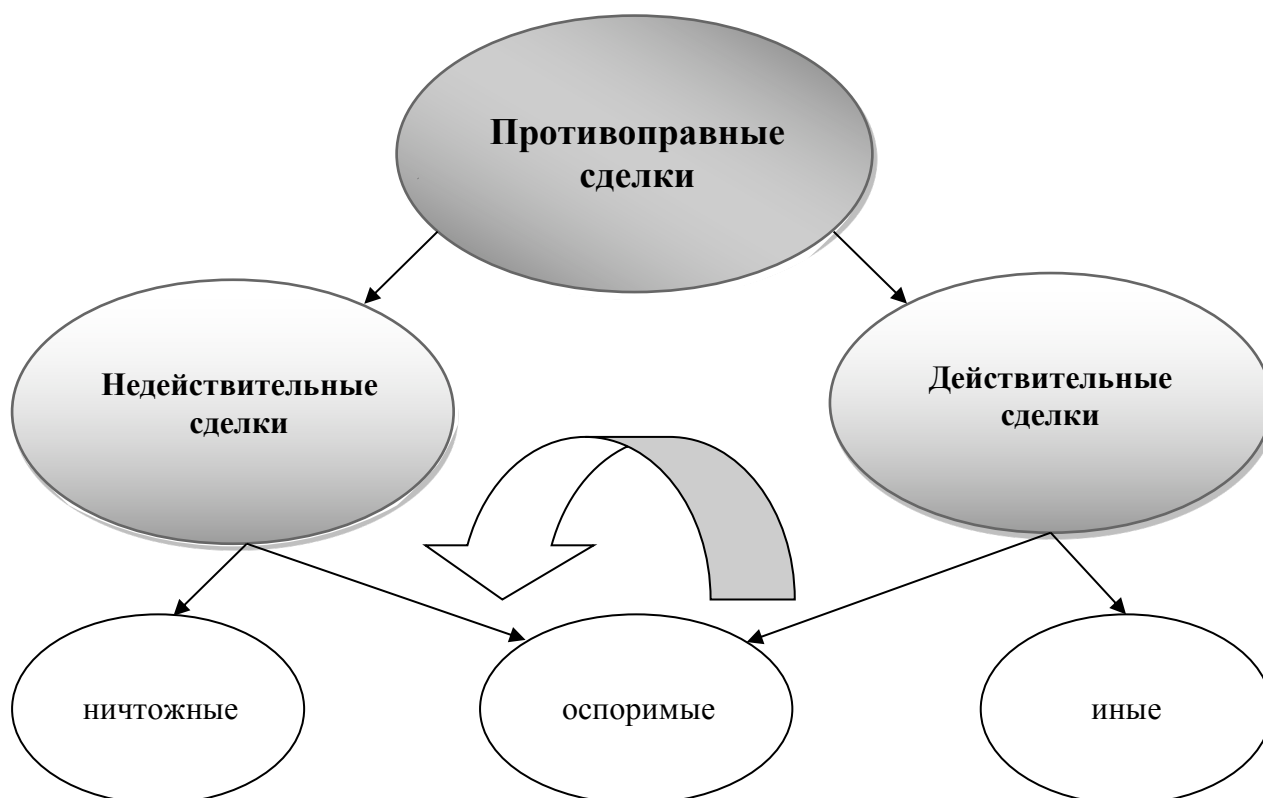 Противоправные
сделки
Недействительные
сделки
Действительные
сделки
ничтожные
оспоримые
иные